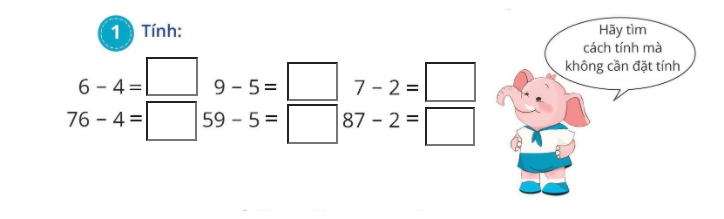 1 Tính:
6 – 4 = 9 – 5 = 7 – 2 =
76 – 4 = 59 – 5 = 87 – 2 =
Hãy tìm
cách tính mà
không cần đặt tính